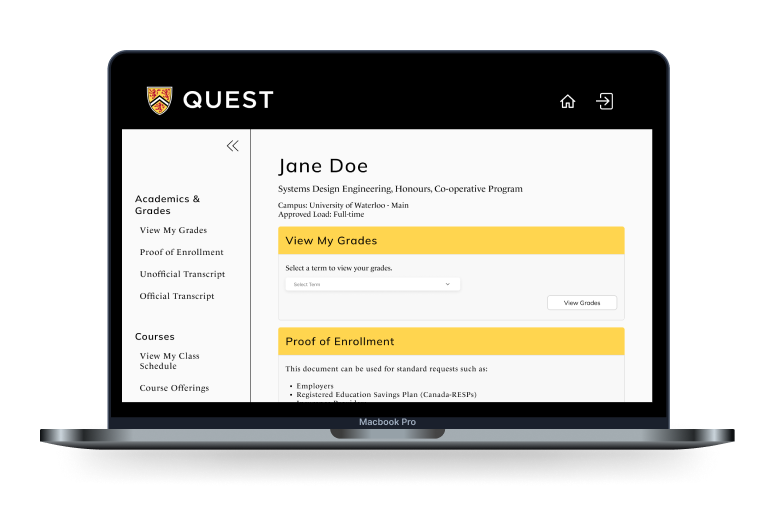 QUEST
Academics &
Grades
View My Grades
Proof of Enrollment
Unofficial Transcript
Official Transcript
Courses
View My Class
Schedule
Course Offerings
Jane Doe
Systems Design Engineering, Honours, Co-operative Program
Campus: University of Waterloo - Main
Approved Load: Full-time
View My Grades
Select a term to view your grades.
Select Term
View Grades
Proof of Enrollment
This document can be used for standard requests such as:
• Employers
• Registered Education Savings Plan (Canada-RESPs)
Macbook Pro